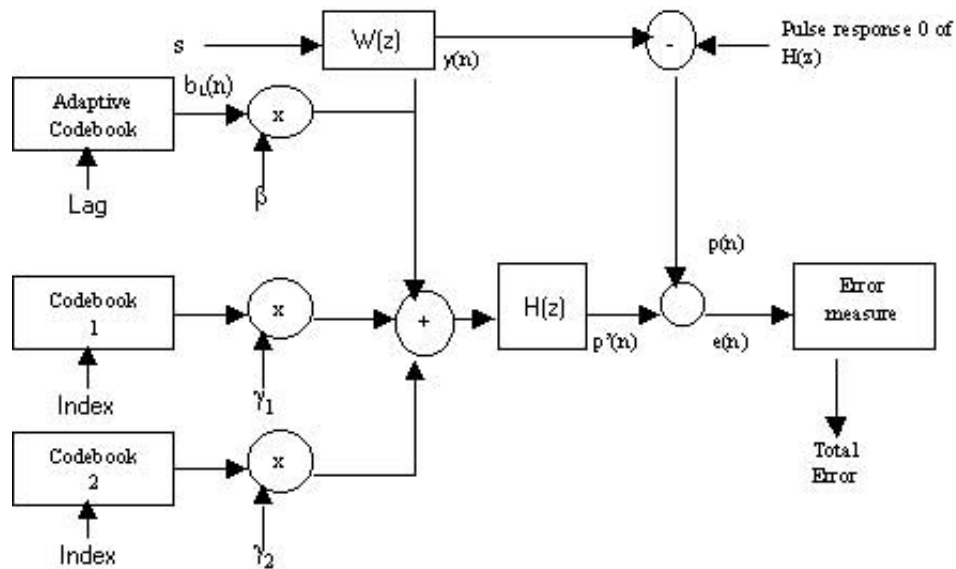 W(z)
s
y(n)
-
Pulse response 0 of
H(z)
bL(n)
Adaptive
Codebook
x
Lag
β
p(n)
Codebook
1
x
+
H(z)
p'(n)
e(n)
Error
measure
Index
γ1
Codebook
2
x
Total
Error
Index
γ2